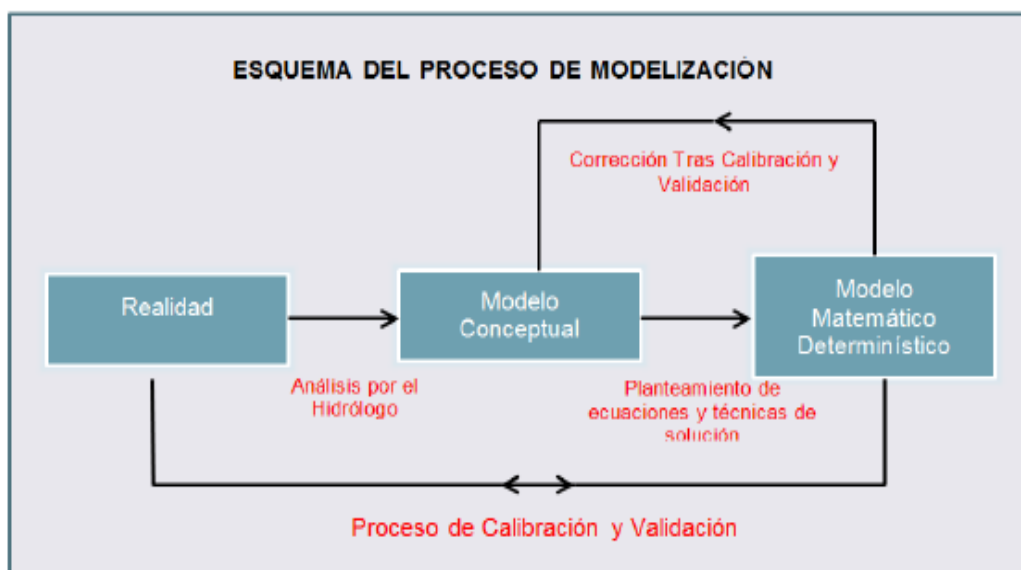 ESQUEMA DEL PROCESO DE MODELIZACIÓN
Corrección Tras Calibración y
Validación
Realidad
Modelo
Conceptual
Modelo
Matemático
Determinístico
Análisis por el
Hidrólogo
Planteamiento de
ecuaciones y técnicas de
solución
Proceso de Calibración y Validación